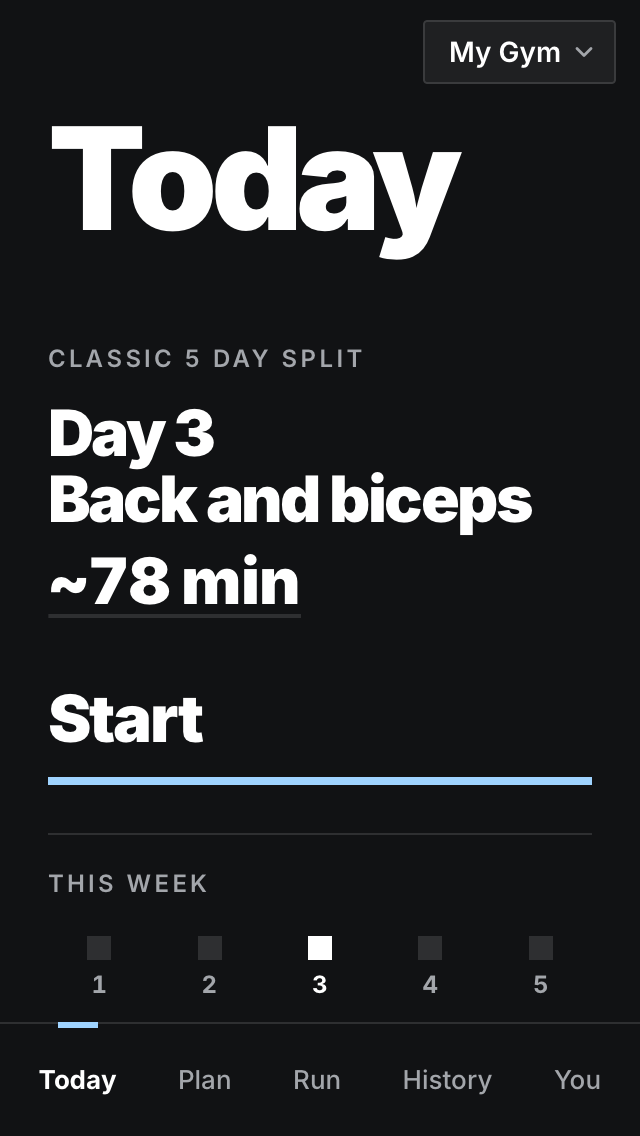 My Gym
Today
CLASSIC 5 DAY SPLIT
Day 3
Back and biceps
~78 min
Start
THIS WEEK
1 2 3 4 5
Today Plan Run History You